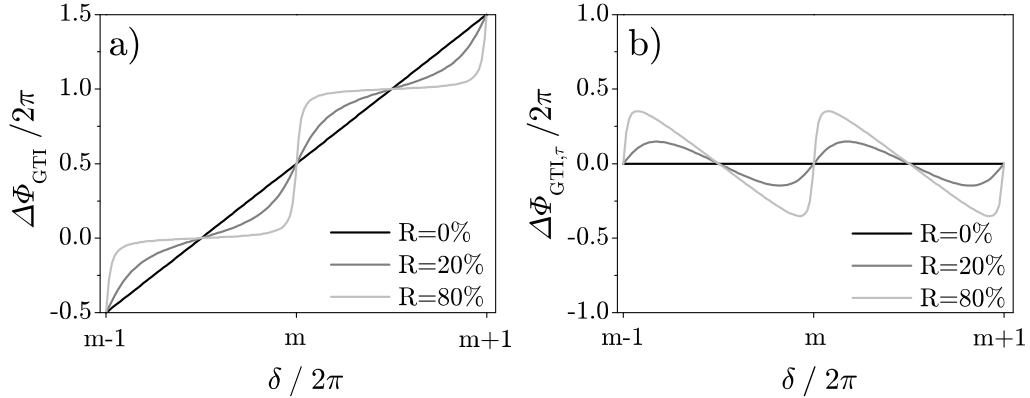 a)
1.5
1.0
0.5
0.0
-0.5
ΔΦ_GTI /2π
m-1
m
m+1
δ / 2π
R=0%
R=20%
R=80%
b)
1.0
0.5
0.0
-0.5
-1.0
ΔΦ_GTI,τ /2π
m-1
m
m+1
δ / 2π
R=0%
R=20%
R=80%